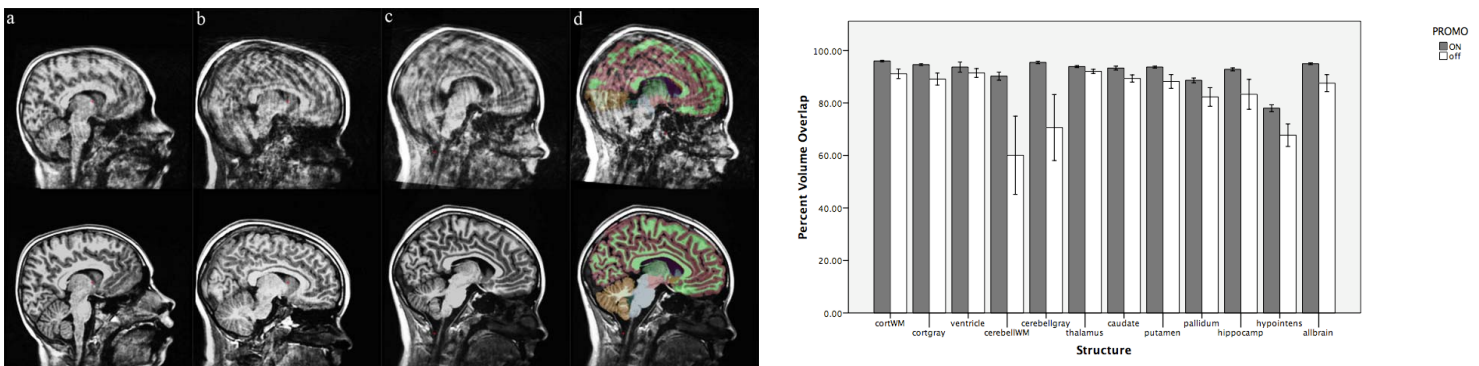 a b c d
PROMO
ON
off
100.00
80.00
60.00
40.00
20.00
0.00
Percent Volume Overlap
cortWM
cortgray
ventricle
cerebellWM
cerebellgray
thalamus
caudate
putamen
pallidum
hippocamp
hypointens
allbrain
Structure